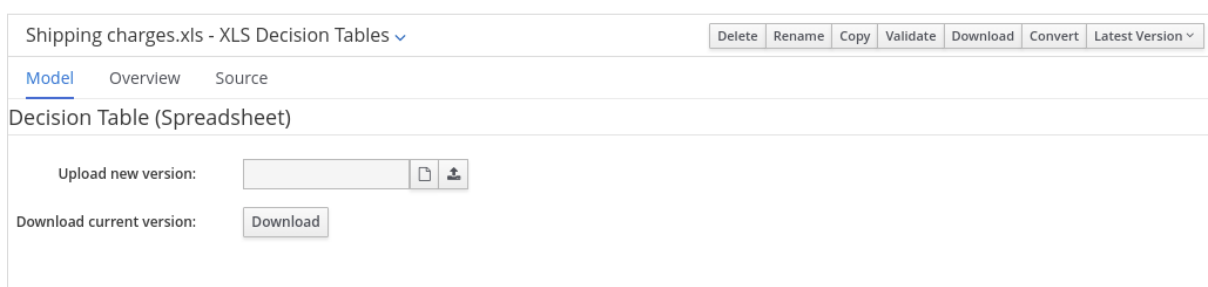 Shipping charges.xls - XLS Decision Tables
Delete Rename Copy Validate Download Convert Latest Version
Model Overview Source
Decision Table (Spreadsheet)
Upload new version:
Download current version: Download